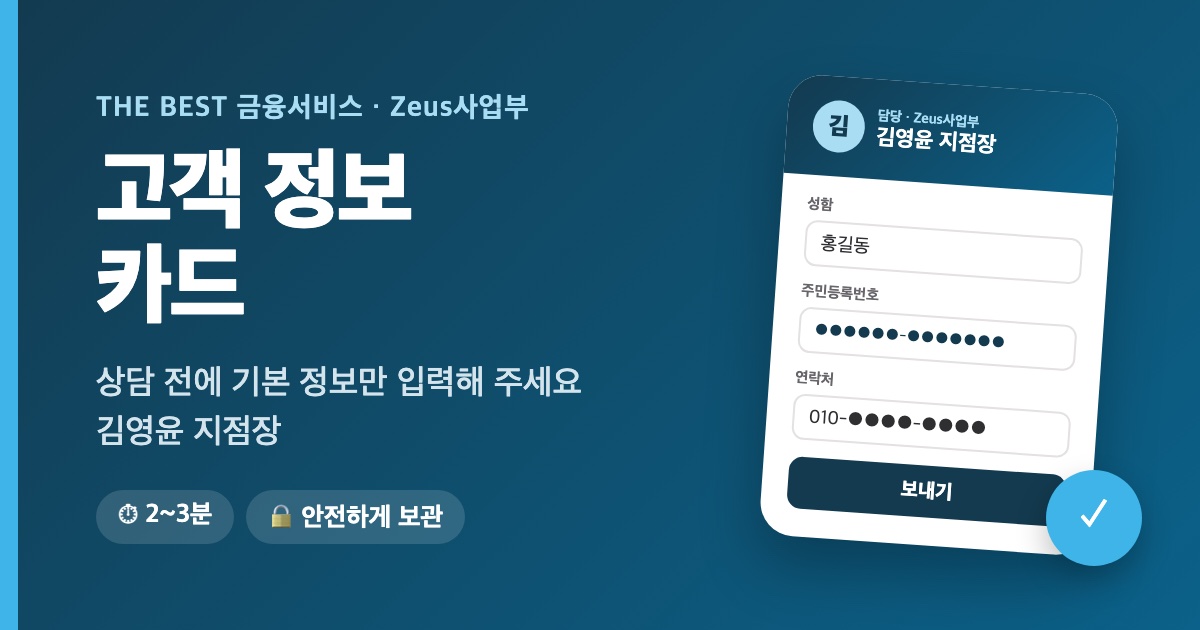 THE BEST 금융서비스 · Zeus사업부
고객 정보
카드
상담 전에 기본 정보만 입력해 주세요
김영윤 지점장
2~3분
안전하게 보관
김
담당 · Zeus사업부
김영윤 지점장
성함
홍길동
주민등록번호
●●●●●●-●●●●●●●
연락처
010-●●●●-●●●●
보내기